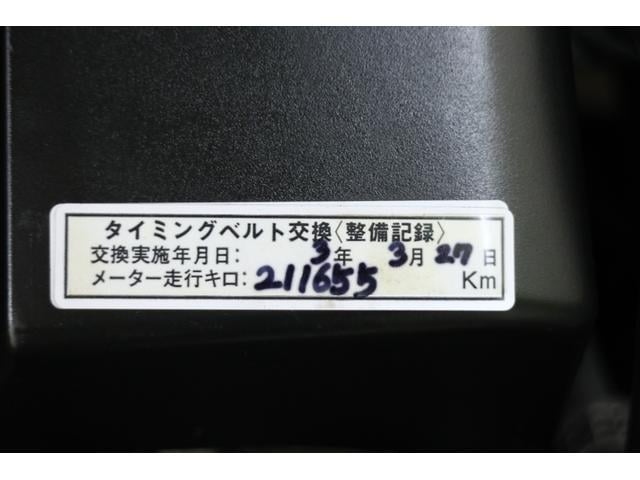 タイミングベルト交換〈整備記録〉
交換実施年月日: 3年 3月 27日
メーター走行キロ: 211655 Km